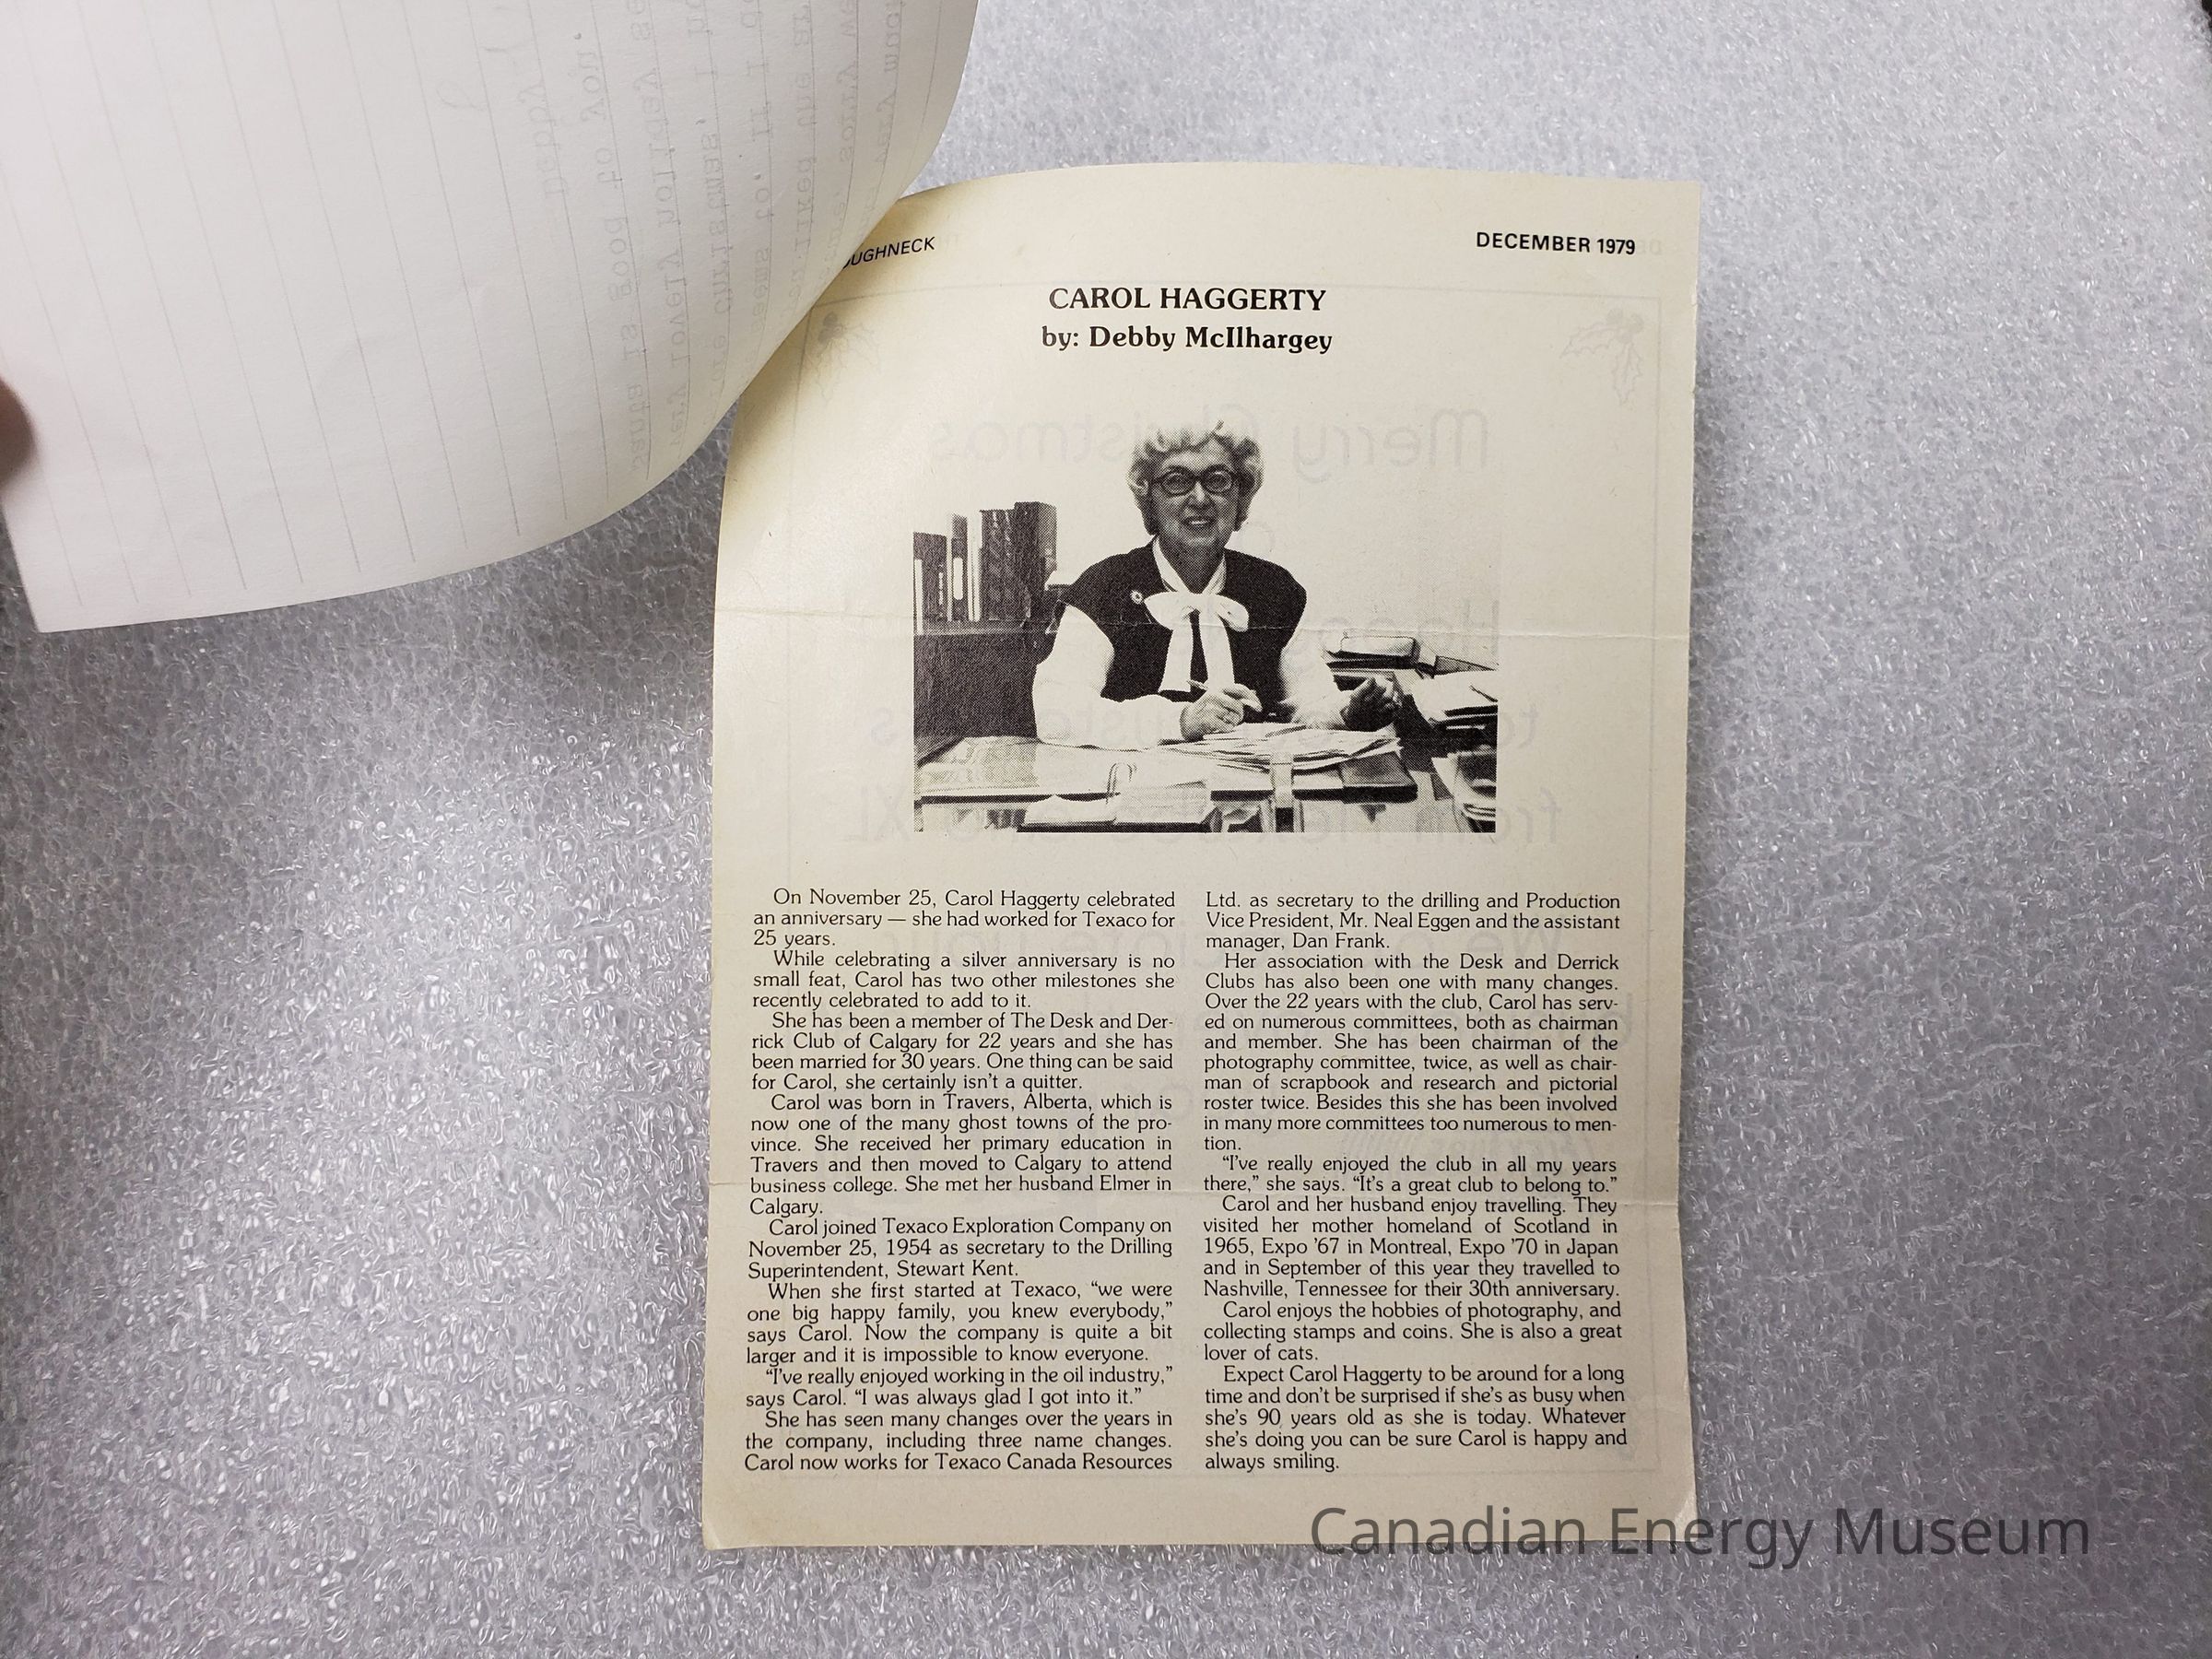 OUGHNECK
DECEMBER 1979
CAROL HAGGERTY
by: Debby McIlhargey
On November 25, Carol Haggerty celebrated
an anniversary — she had worked for Texaco for
25 years.
While celebrating a silver anniversary is no
small feat, Carol has two other milestones she
recently celebrated to add to it.
She has been a member of The Desk and Der-
rick Club of Calgary for 22 years and she has
been married for 30 years. One thing can be said
for Carol, she certainly isn't a quitter.
Carol was born in Travers, Alberta, which is
now one of the many ghost towns of the pro-
vince. She received her primary education in
Travers and then moved to Calgary to attend
business college. She met her husband Elmer in
Calgary.
Carol joined Texaco Exploration Company on
November 25, 1954 as secretary to the Drilling
Superintendent, Stewart Kent.
When she first started at Texaco, “we were
one big happy family, you knew everybody,”
says Carol. Now the company is quite a bit
larger and it is impossible to know everyone.
“I've really enjoyed working in the oil industry,”
says Carol. “I was always glad I got into it.”
She has seen many changes over the years in
the company, including three name changes.
Carol now works for Texaco Canada Resources
Ltd. as secretary to the drilling and Production
Vice President, Mr. Neal Eggen and the assistant
manager, Dan Frank.
Her association with the Desk and Derrick
Clubs has also been one with many changes.
Over the 22 years with the club, Carol has serv-
ed on numerous committees, both as chairman
and member. She has been chairman of the
photography committee, twice, as well as chair-
man of scrapbook and research and pictorial
roster twice. Besides this she has been involved
in many more committees too numerous to men-
tion.
“I've really enjoyed the club in all my years
there,” she says. “It's a great club to belong to.”
Carol and her husband enjoy travelling. They
visited her mother homeland of Scotland in
1965, Expo '67 in Montreal, Expo '70 in Japan
and in September of this year they travelled to
Nashville, Tennessee for their 30th anniversary.
Carol enjoys the hobbies of photography, and
collecting stamps and coins. She is also a great
lover of cats.
Expect Carol Haggerty to be around for a long
time and don't be surprised if she's as busy when
she's 90 years old as she is today. Whatever
she's doing you can be sure Carol is happy and
always smiling.
Canadian Energy Museum